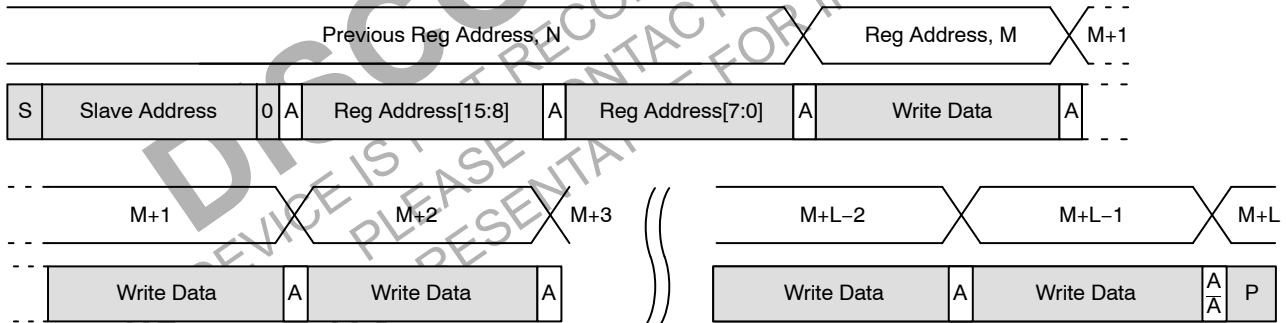 Previous Reg Address, N Reg Address, M M+1
S Slave Address 0 A Reg Address[15:8] A Reg Address[7:0] A Write Data A
M+1 M+2 M+3 M+L−2 M+L−1 M+L
Write Data A Write Data A Write Data A Write Data A A̅ P